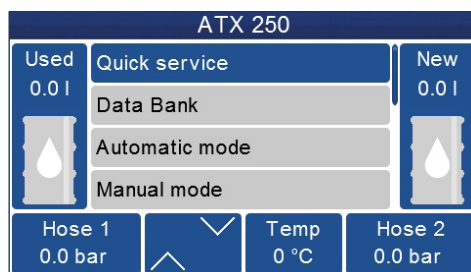 ATX 250
Used
0.0 l
Quick service
Data Bank
Automatic mode
Manual mode
New
0.0 l
Hose 1
0.0 bar
Temp
0 °C
Hose 2
0.0 bar